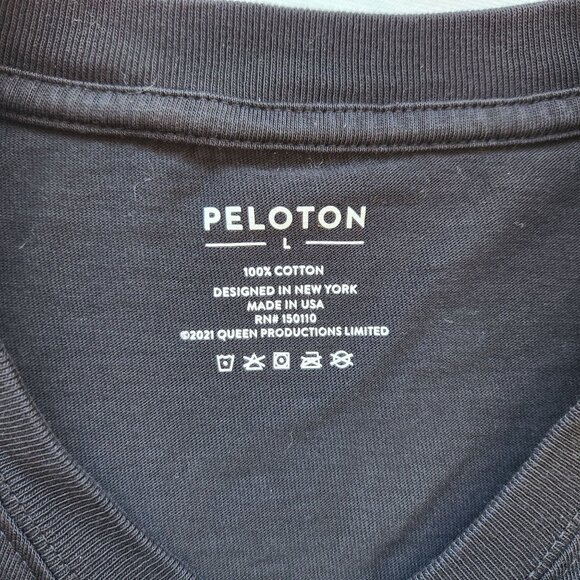 PELOTON
L
100% COTTON
DESIGNED IN NEW YORK
MADE IN USA
RN# 150110
©2021 QUEEN PRODUCTIONS LIMITED